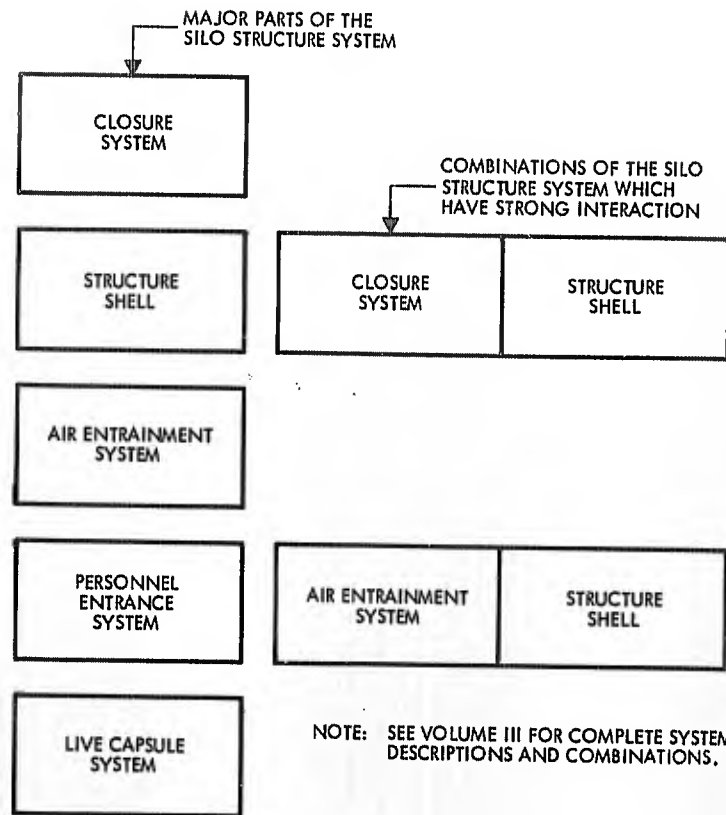 MAJOR PARTS OF THE
SILO STRUCTURE SYSTEM
CLOSURE
SYSTEM
COMBINATIONS OF THE SILO
STRUCTURE SYSTEM WHICH
HAVE STRONG INTERACTION
STRUCTURE
SHELL
CLOSURE
SYSTEM
STRUCTURE
SHELL
AIR ENTRAINMENT
SYSTEM
PERSONNEL
ENTRANCE
SYSTEM
AIR ENTRAINMENT
SYSTEM
STRUCTURE
SHELL
LIVE CAPSULE
SYSTEM
NOTE: SEE VOLUME III FOR COMPLETE SYSTEM
DESCRIPTIONS AND COMBINATIONS.